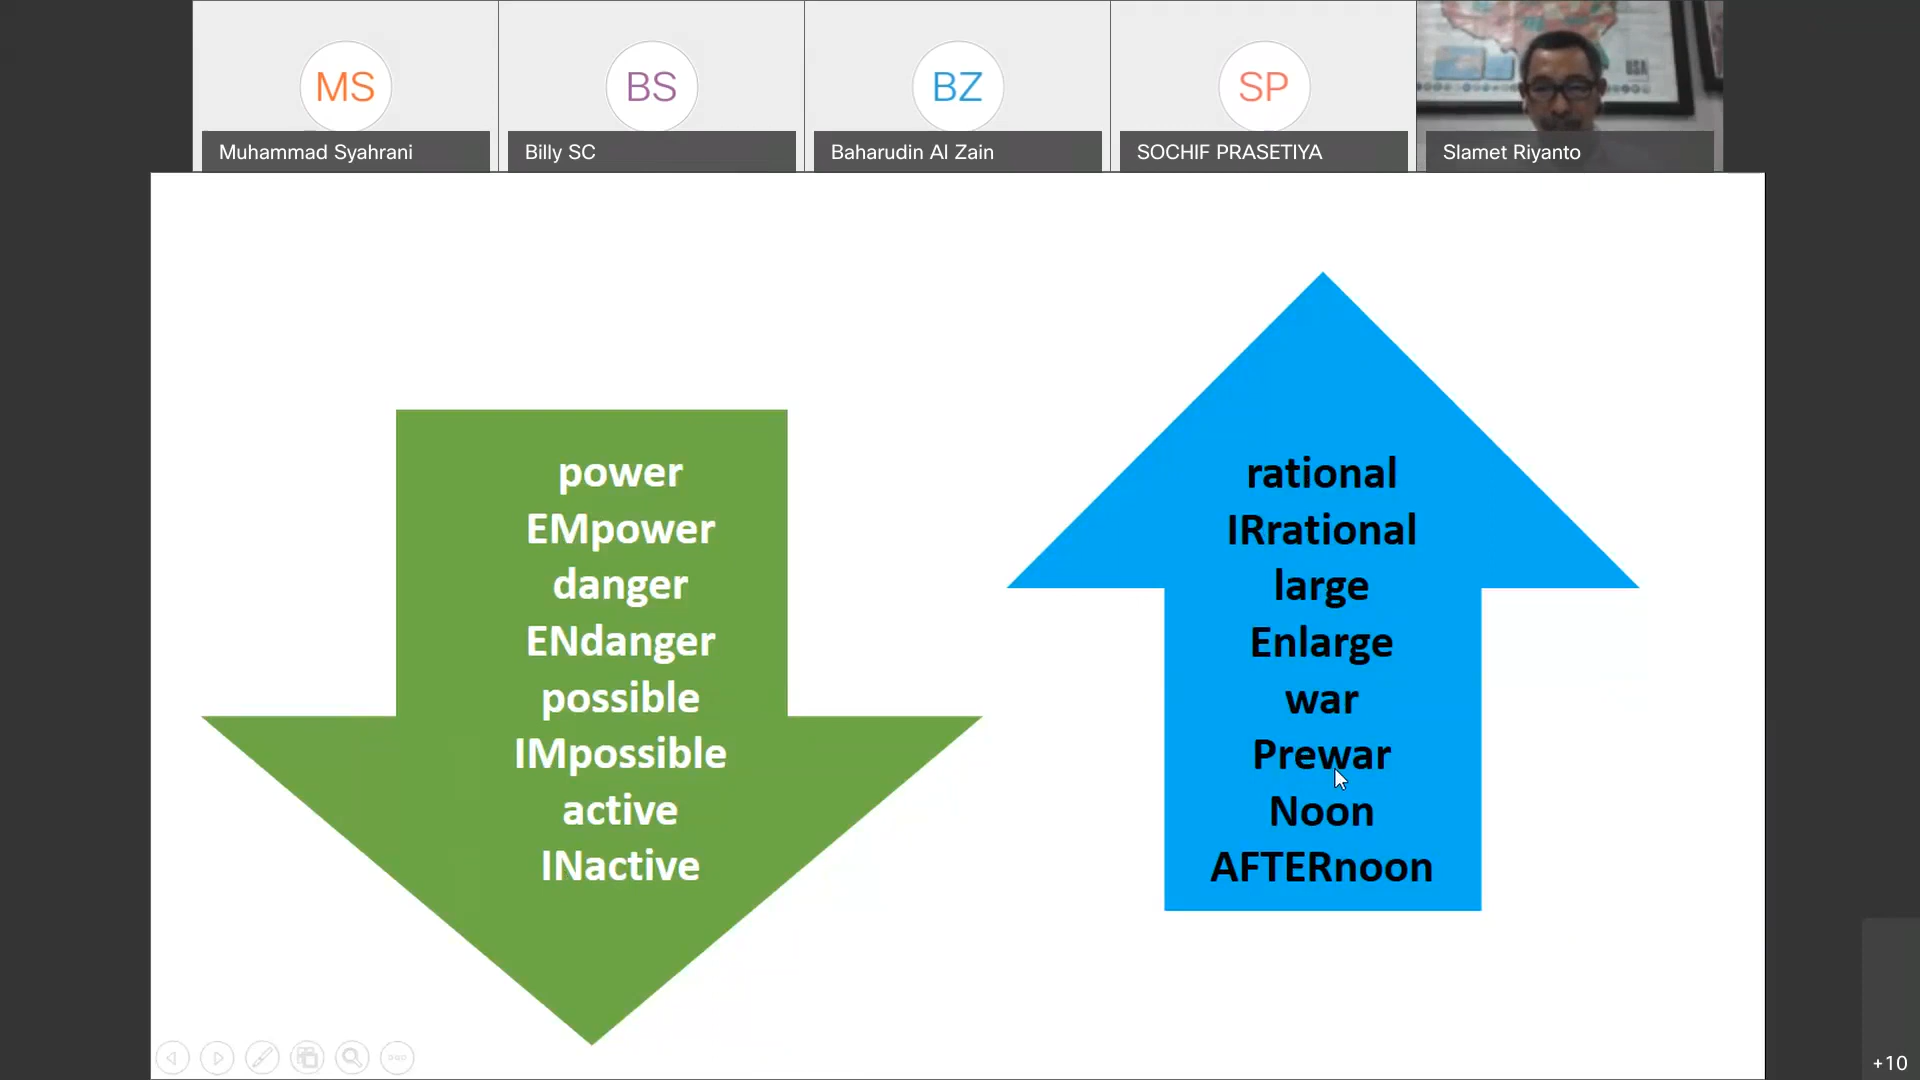 MS
BS
BZ
SP
USA
Muhammad Syahrani
Billy SC
Baharudin Al Zain
SOCHIF PRASETIYA
Slamet Riyanto
power
EMpower
danger
ENdanger
possible
IMpossible
active
INactive
rational
IRrational
large
Enlarge
war
Prewar
Noon
AFTERnoon
+10